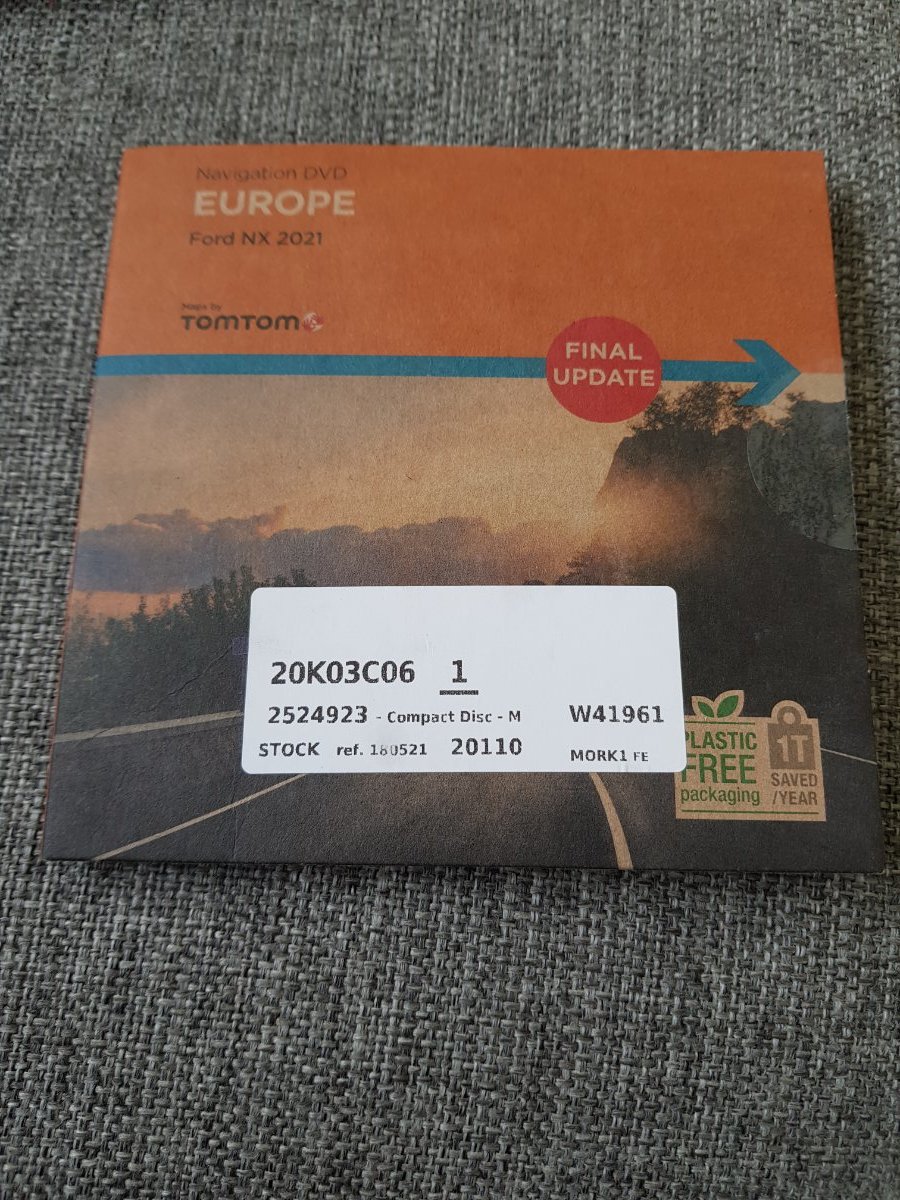 Navigation DVD
EUROPE
Ford NX 2021
Maps by
TOMTOM
FINAL
UPDATE
20K03C06 1
2524923 - Compact Disc - M W41961
STOCK ref. 180521 20110 MORK1 FE
PLASTIC
FREE
packaging
1T
SAVED
/YEAR